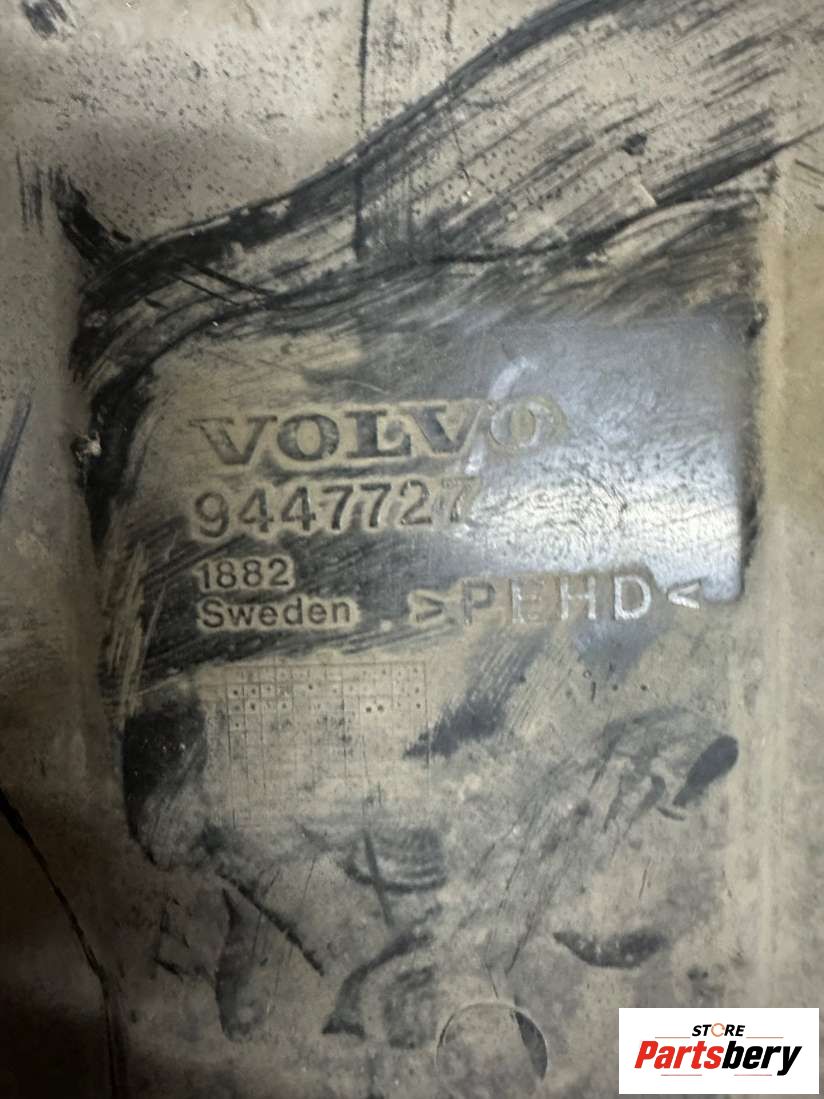 VOLVO
9447727
1882
Sweden >PEHD<
STORE
Partsbery